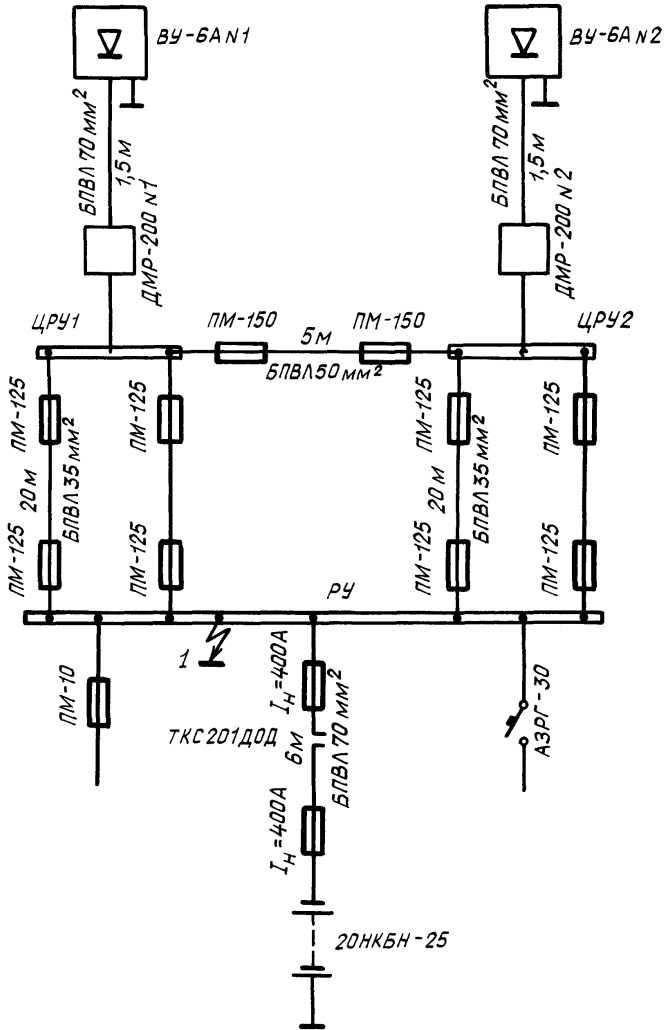 ВУ-6А N1
ВУ-6А N2
БПВЛ 70 мм²
1,5 м
БПВЛ 70 мм²
1,5 м
ДМР-200 N1
ДМР-200 N2
ЦРУ1
ПМ-150
5 м
ПМ-150
ЦРУ2
БПВЛ 50 мм²
ПМ-125
ПМ-125
ПМ-125
ПМ-125
20 м
БПВЛ 35 мм²
20 м
БПВЛ 35 мм²
ПМ-125
ПМ-125
ПМ-125
ПМ-125
РУ
1
ПМ-10
Iн=400А
ТКС201ДОД
6 м
БПВЛ 70 мм²
АЗРГ-30
Iн=400А
20НКБН-25